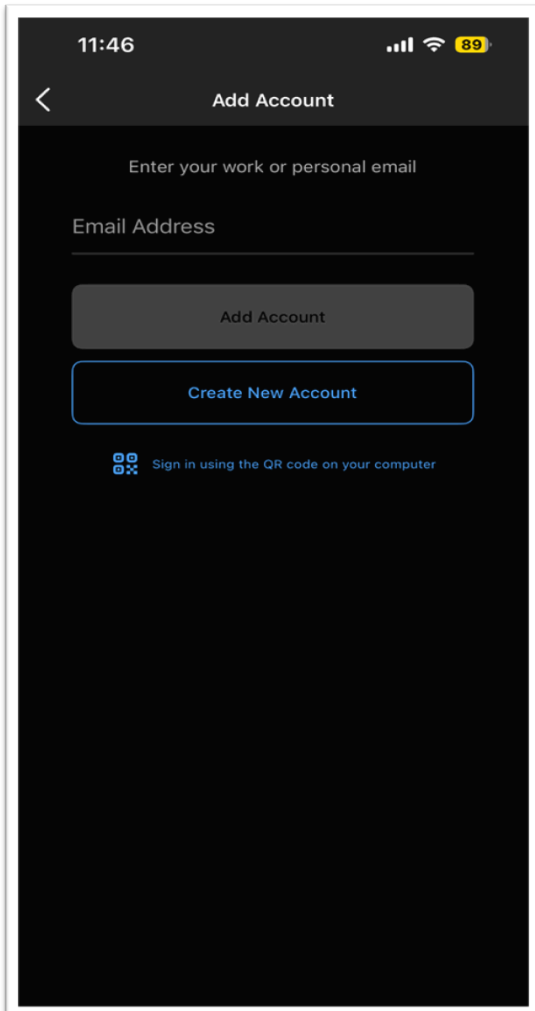 11:46
89
Add Account
Enter your work or personal email
Email Address
Add Account
Create New Account
Sign in using the QR code on your computer